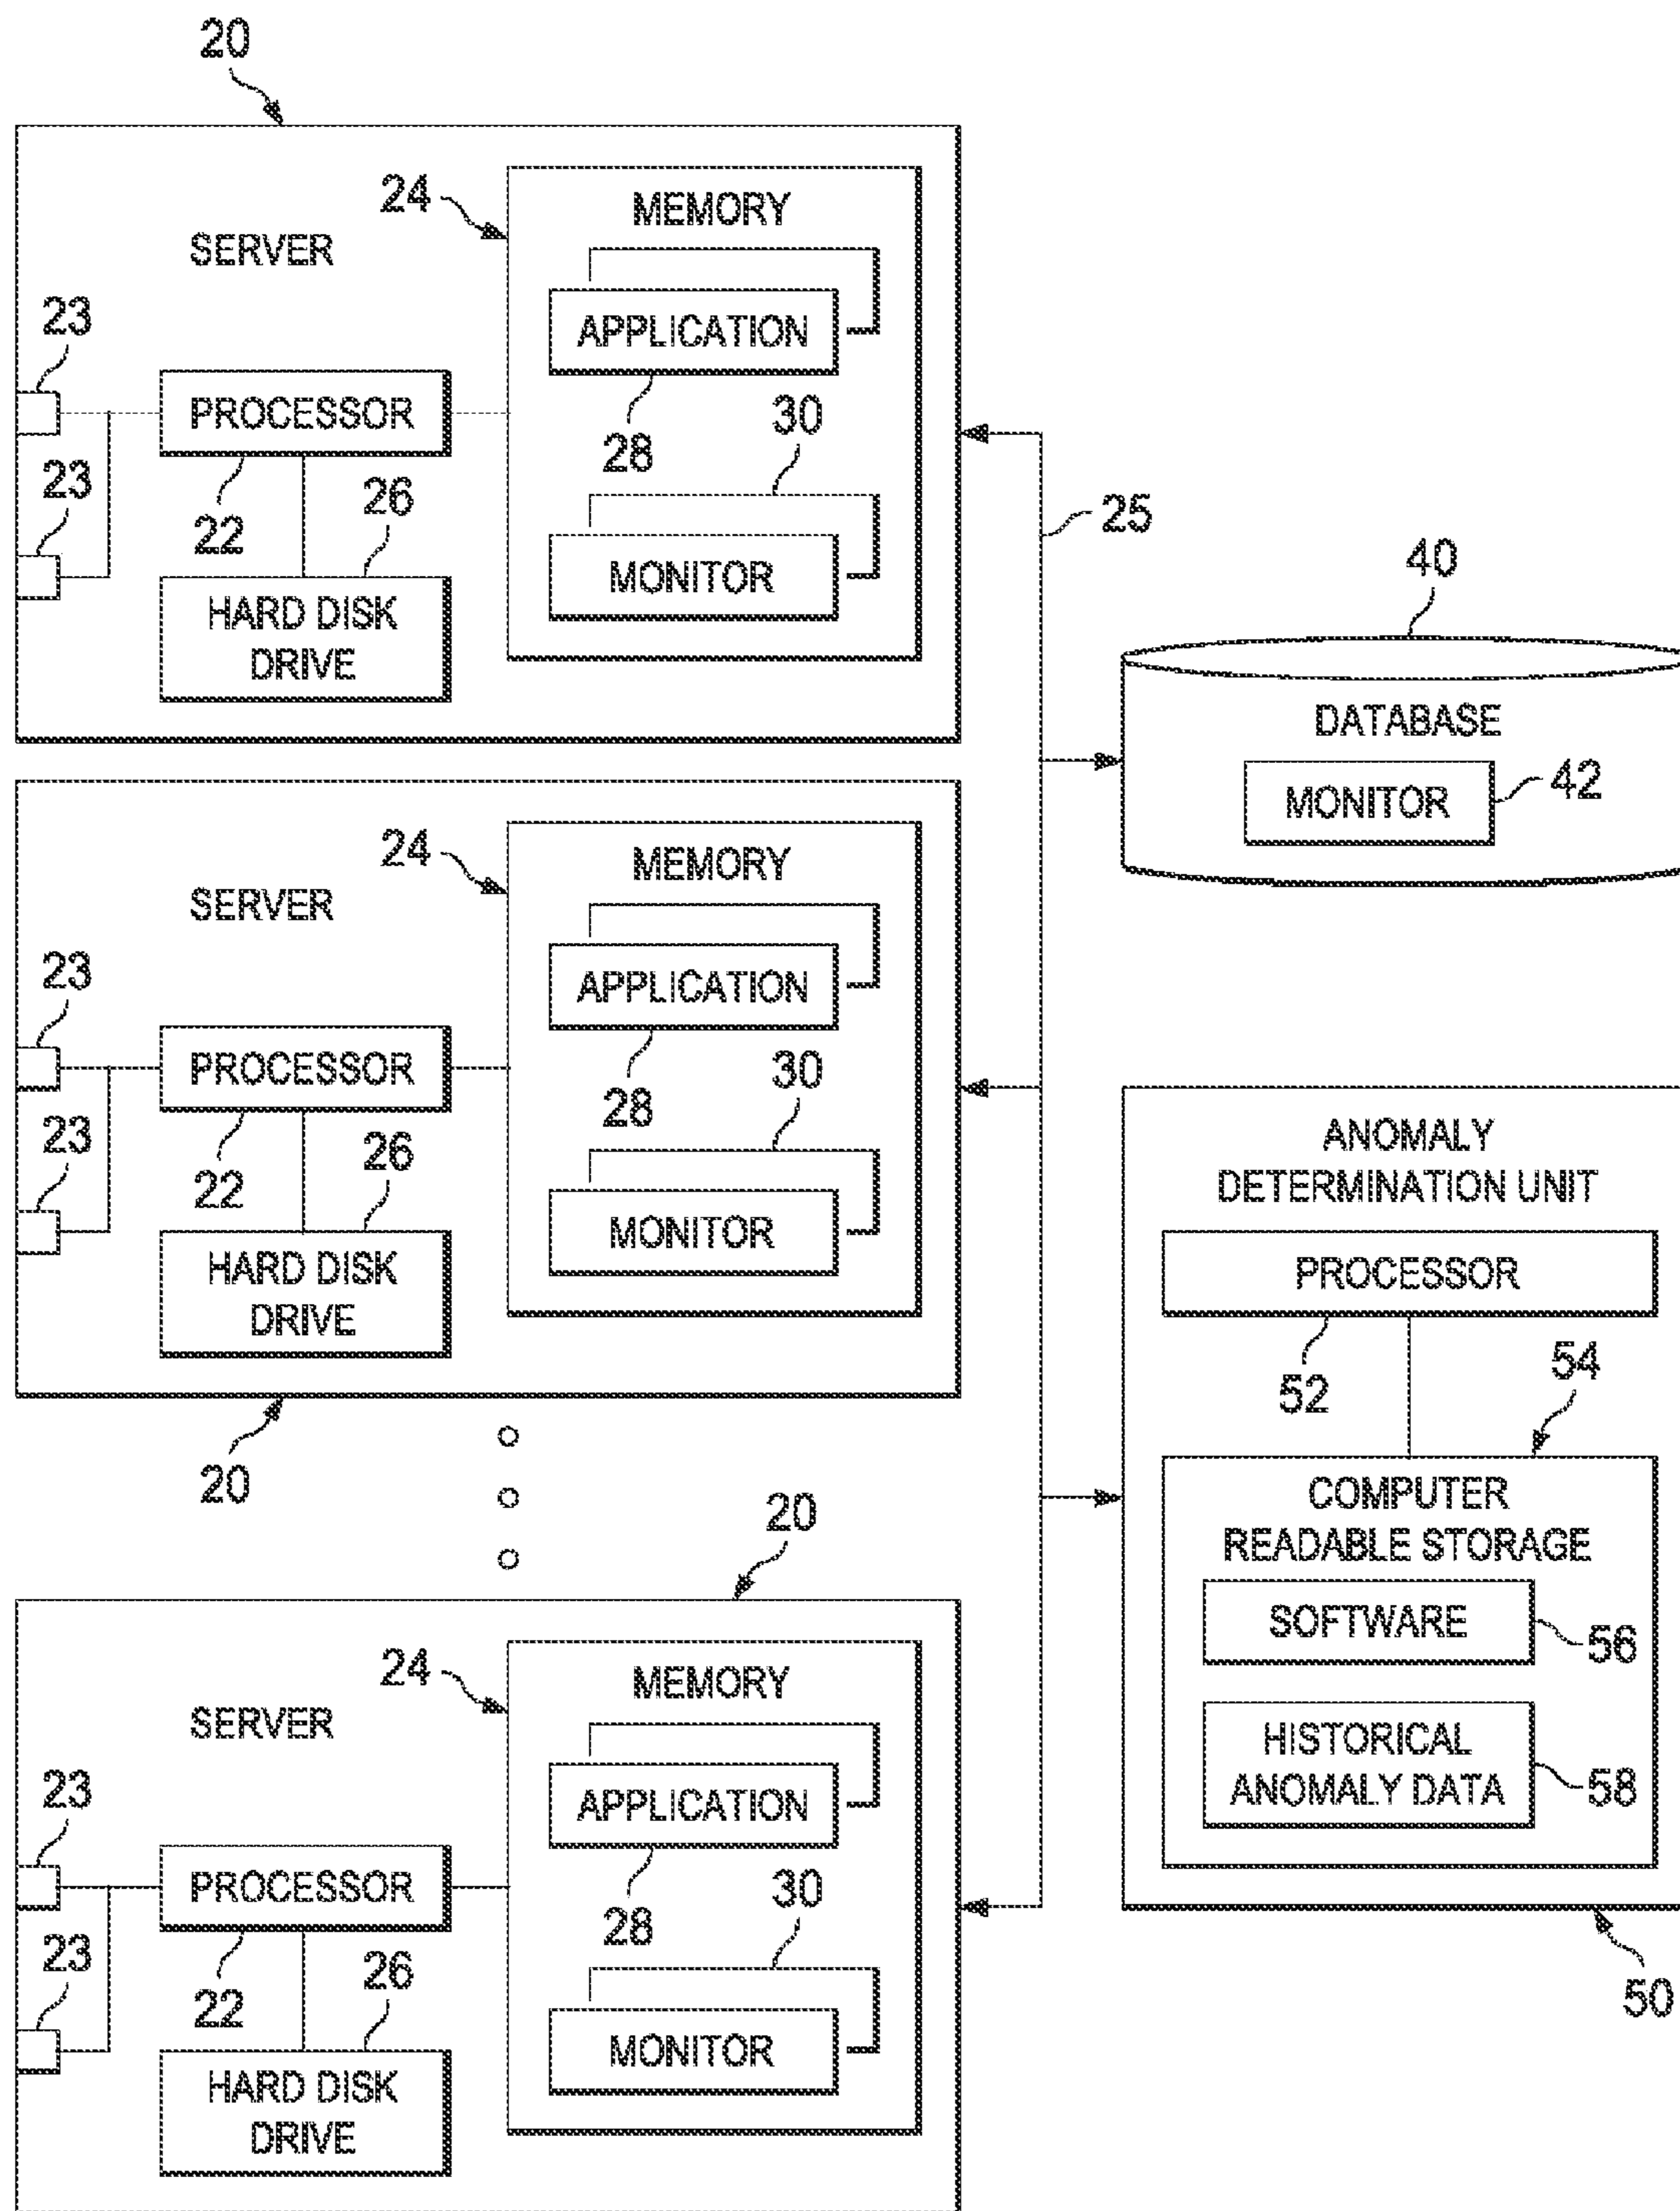 20
24
MEMORY
SERVER
23
APPLICATION
PROCESSOR
28
30
23
22
26
25
MONITOR
HARD DISK
DRIVE
40
DATABASE
MONITOR
42
24
MEMORY
SERVER
23
APPLICATION
PROCESSOR
28
30
23
22
26
MONITOR
HARD DISK
DRIVE
20
ANOMALY
DETERMINATION UNIT
PROCESSOR
52
54
COMPUTER
READABLE STORAGE
SOFTWARE
56
HISTORICAL
ANOMALY DATA
58
50
20
24
MEMORY
SERVER
23
APPLICATION
PROCESSOR
28
30
23
22
26
MONITOR
HARD DISK
DRIVE